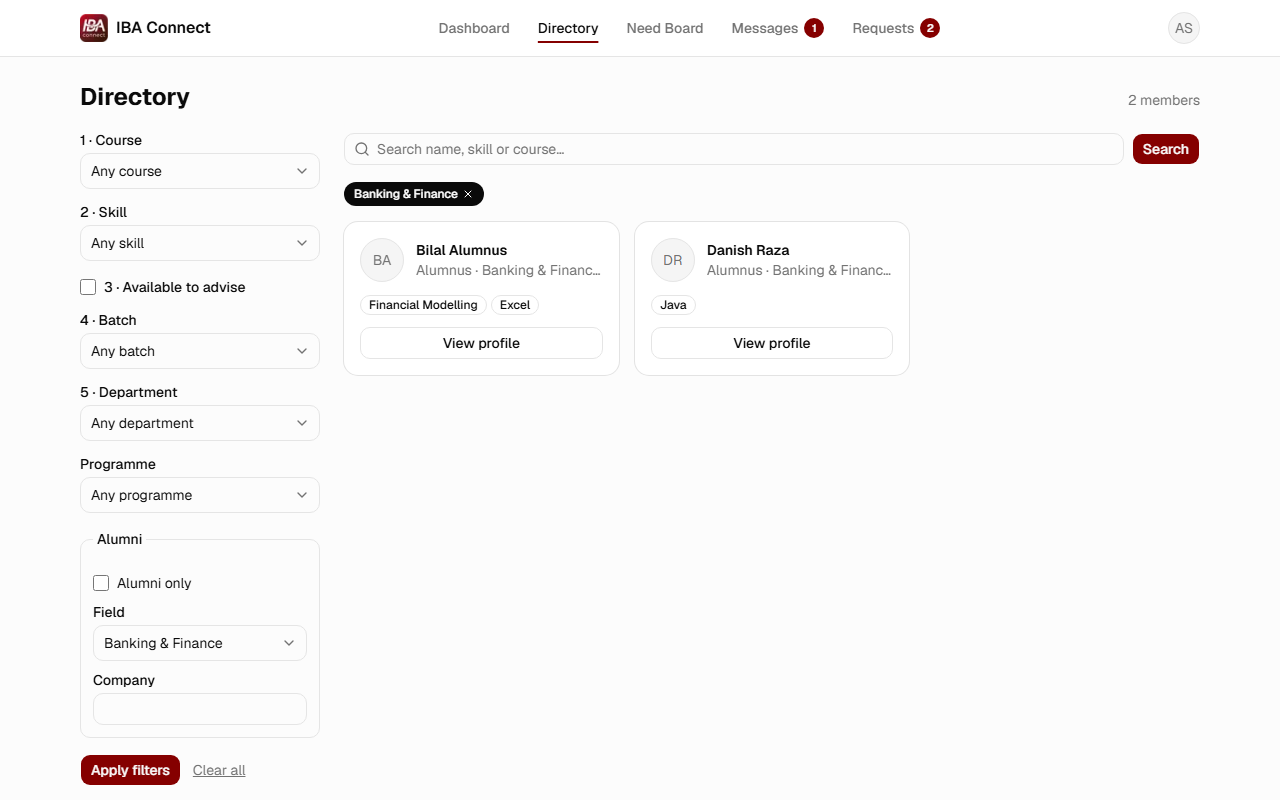 IBA
connect
IBA Connect
Dashboard
Directory
Need Board
Messages 1
Requests 2
AS
Directory
2 members
1 · Course
Any course
2 · Skill
Any skill
3 · Available to advise
4 · Batch
Any batch
5 · Department
Any department
Programme
Any programme
Alumni
Alumni only
Field
Banking & Finance
Company
Apply filters
Clear all
Search name, skill or course...
Search
Banking & Finance ×
BA
Bilal Alumnus
Alumnus · Banking & Financ...
Financial Modelling
Excel
View profile
DR
Danish Raza
Alumnus · Banking & Financ...
Java
View profile